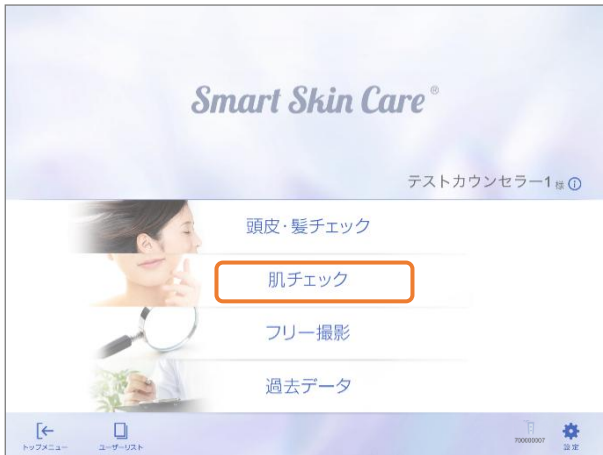 Smart Skin Care®
テストカウンセラー1 様
頭皮・髪チェック
肌チェック
フリー撮影
過去データ
トップメニュー
ユーザーリスト
700000007
設定